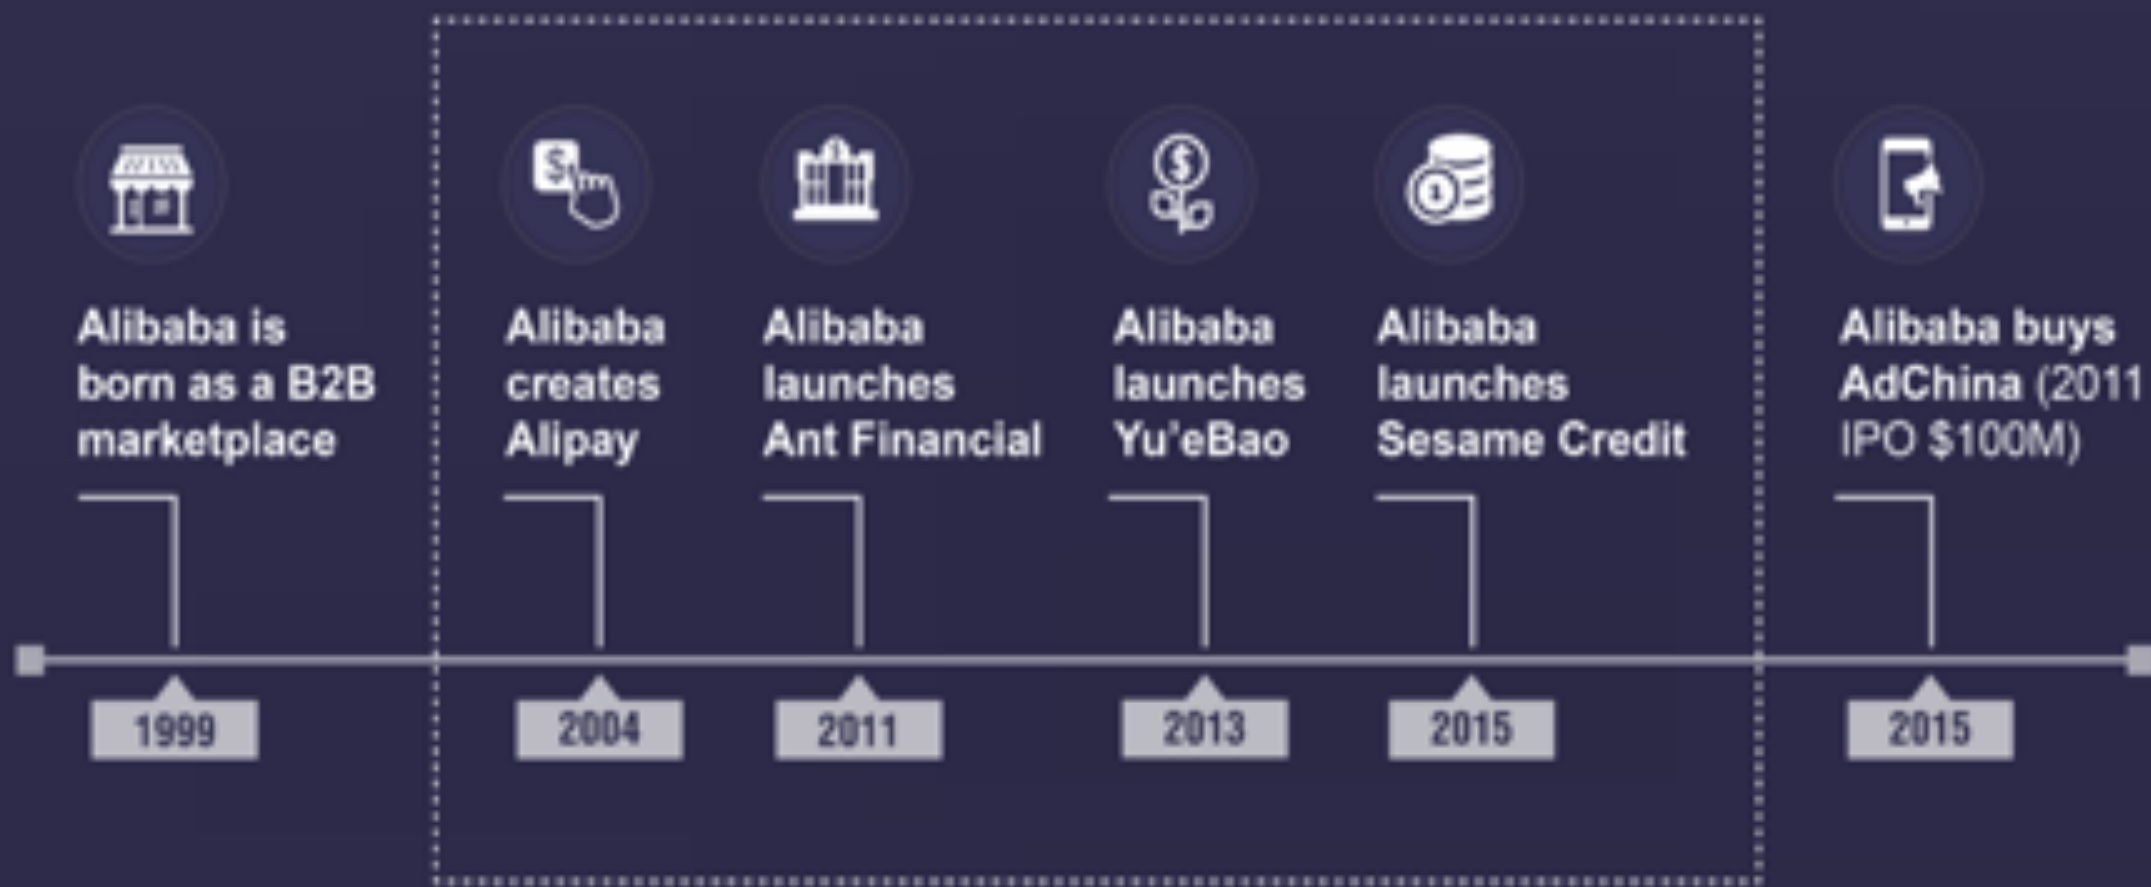 Alibaba is
born as a B2B
marketplace
1999
Alibaba
creates
Alipay
2004
Alibaba
launches
Ant Financial
2011
Alibaba
launches
Yu'eBao
2013
Alibaba
launches
Sesame Credit
2015
Alibaba buys
AdChina (2011
IPO $100M)
2015